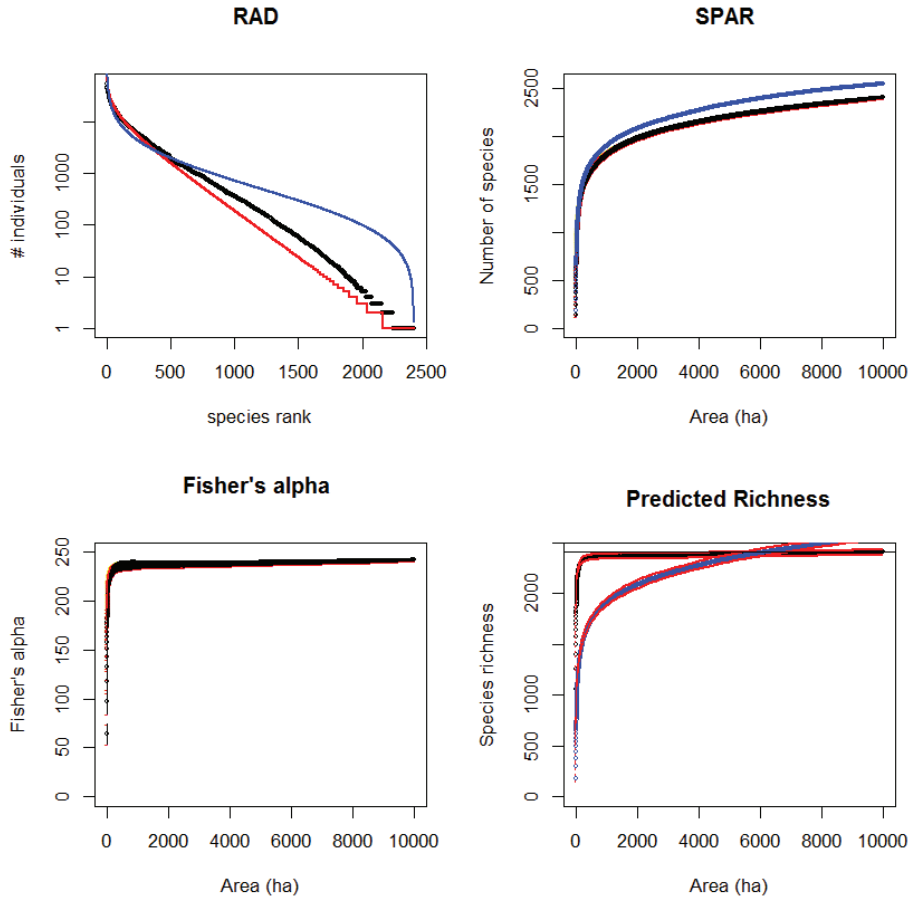 RAD
# individuals
1000
100
10
1
0 500 1000 1500 2000 2500
species rank
SPAR
Number of species
2500
1500
500
0
0 2000 4000 6000 8000 10000
Area (ha)
Fisher's alpha
Fisher's alpha
250
200
150
100
50
0
0 2000 4000 6000 8000 10000
Area (ha)
Predicted Richness
Species richness
2000
1000
500
0
0 2000 4000 6000 8000 10000
Area (ha)